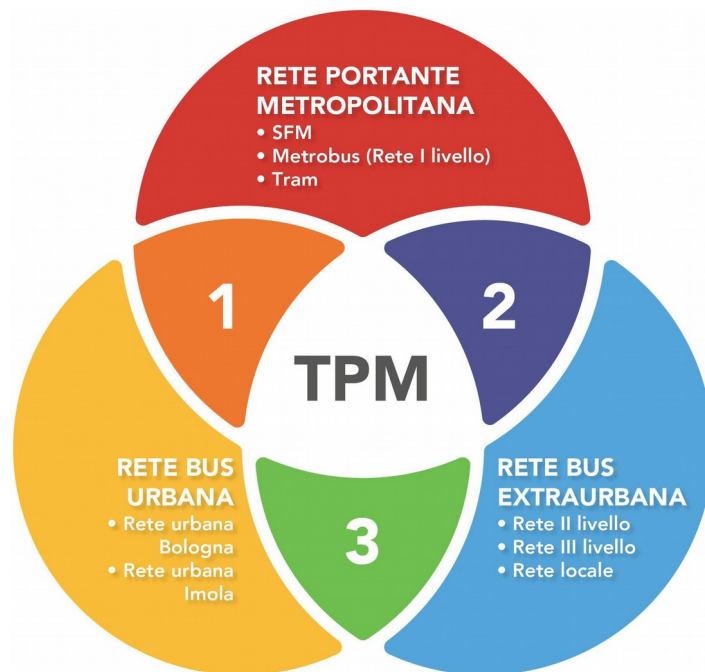 RETE PORTANTE
METROPOLITANA
• SFM
• Metrobus (Rete I livello)
• Tram
1
2
TPM
RETE BUS
URBANA
• Rete urbana
Bologna
• Rete urbana
Imola
RETE BUS
EXTRAURBANA
• Rete II livello
• Rete III livello
• Rete locale
3